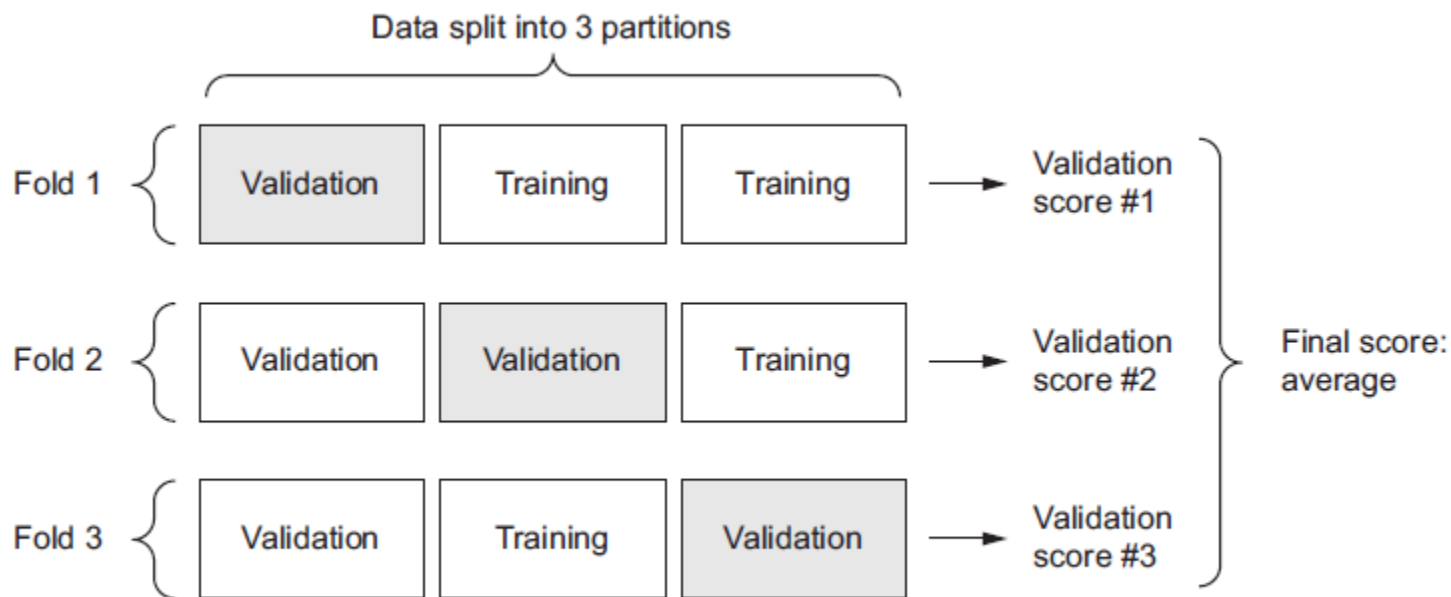 Data split into 3 partitions
Fold 1
Validation
Training
Training
Validation
score #1
Fold 2
Validation
Validation
Training
Validation
score #2
Final score:
average
Fold 3
Validation
Training
Validation
Validation
score #3